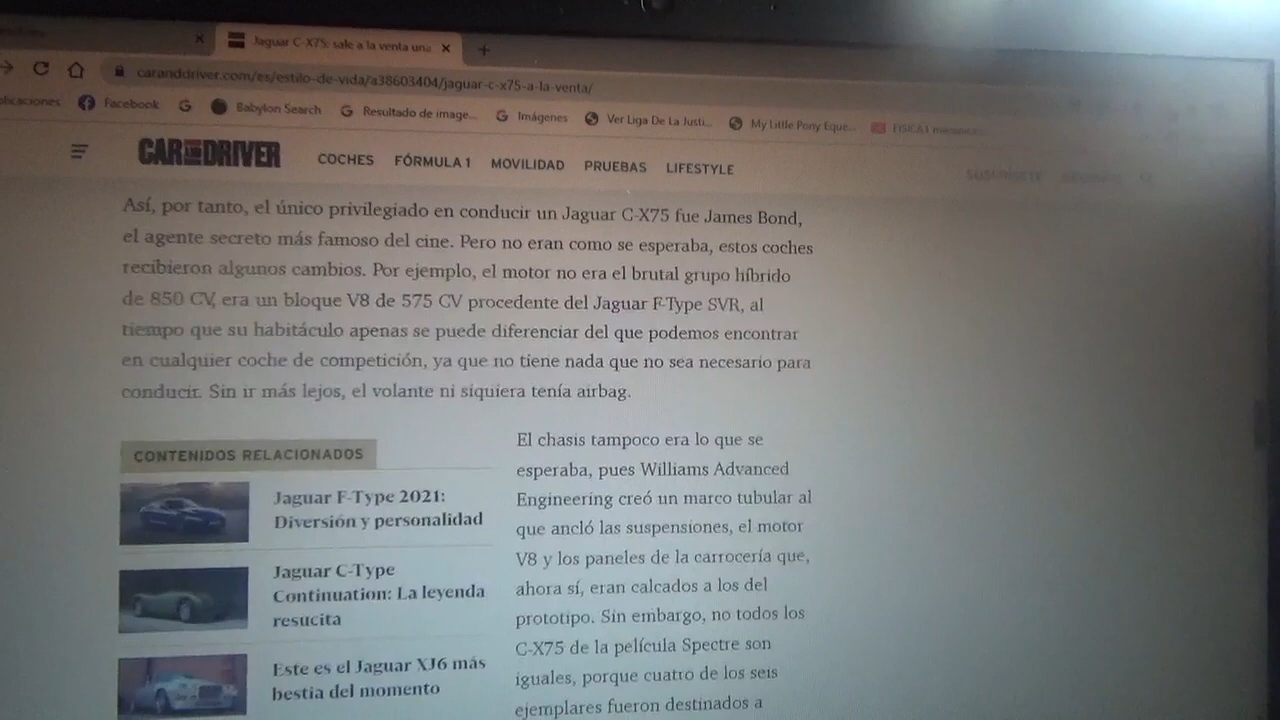 Jaguar C-X75: sale a la venta una
caranddriver.com/es/estilo-de-vida/a38603404/jaguar-c-x75-a-la-venta/
Facebook Babylon Search Resultado de image... Imágenes Ver Liga De La Justi... My Little Pony Eque...
CAR AND DRIVER COCHES FÓRMULA 1 MOVILIDAD PRUEBAS LIFESTYLE
Así, por tanto, el único privilegiado en conducir un Jaguar C-X75 fue James Bond,
el agente secreto más famoso del cine. Pero no eran como se esperaba, estos coches
recibieron algunos cambios. Por ejemplo, el motor no era el brutal grupo híbrido
de 850 CV, era un bloque V8 de 575 CV procedente del Jaguar F-Type SVR, al
tiempo que su habitáculo apenas se puede diferenciar del que podemos encontrar
en cualquier coche de competición, ya que no tiene nada que no sea necesario para
conducir. Sin ir más lejos, el volante ni siquiera tenía airbag.
CONTENIDOS RELACIONADOS
Jaguar F-Type 2021:
Diversión y personalidad
Jaguar C-Type
Continuation: La leyenda
resucita
Este es el Jaguar XJ6 más
bestia del momento
El chasis tampoco era lo que se
esperaba, pues Williams Advanced
Engineering creó un marco tubular al
que ancló las suspensiones, el motor
V8 y los paneles de la carrocería que,
ahora sí, eran calcados a los del
prototipo. Sin embargo, no todos los
C-X75 de la película Spectre son
iguales, porque cuatro de los seis
ejemplares fueron destinados a